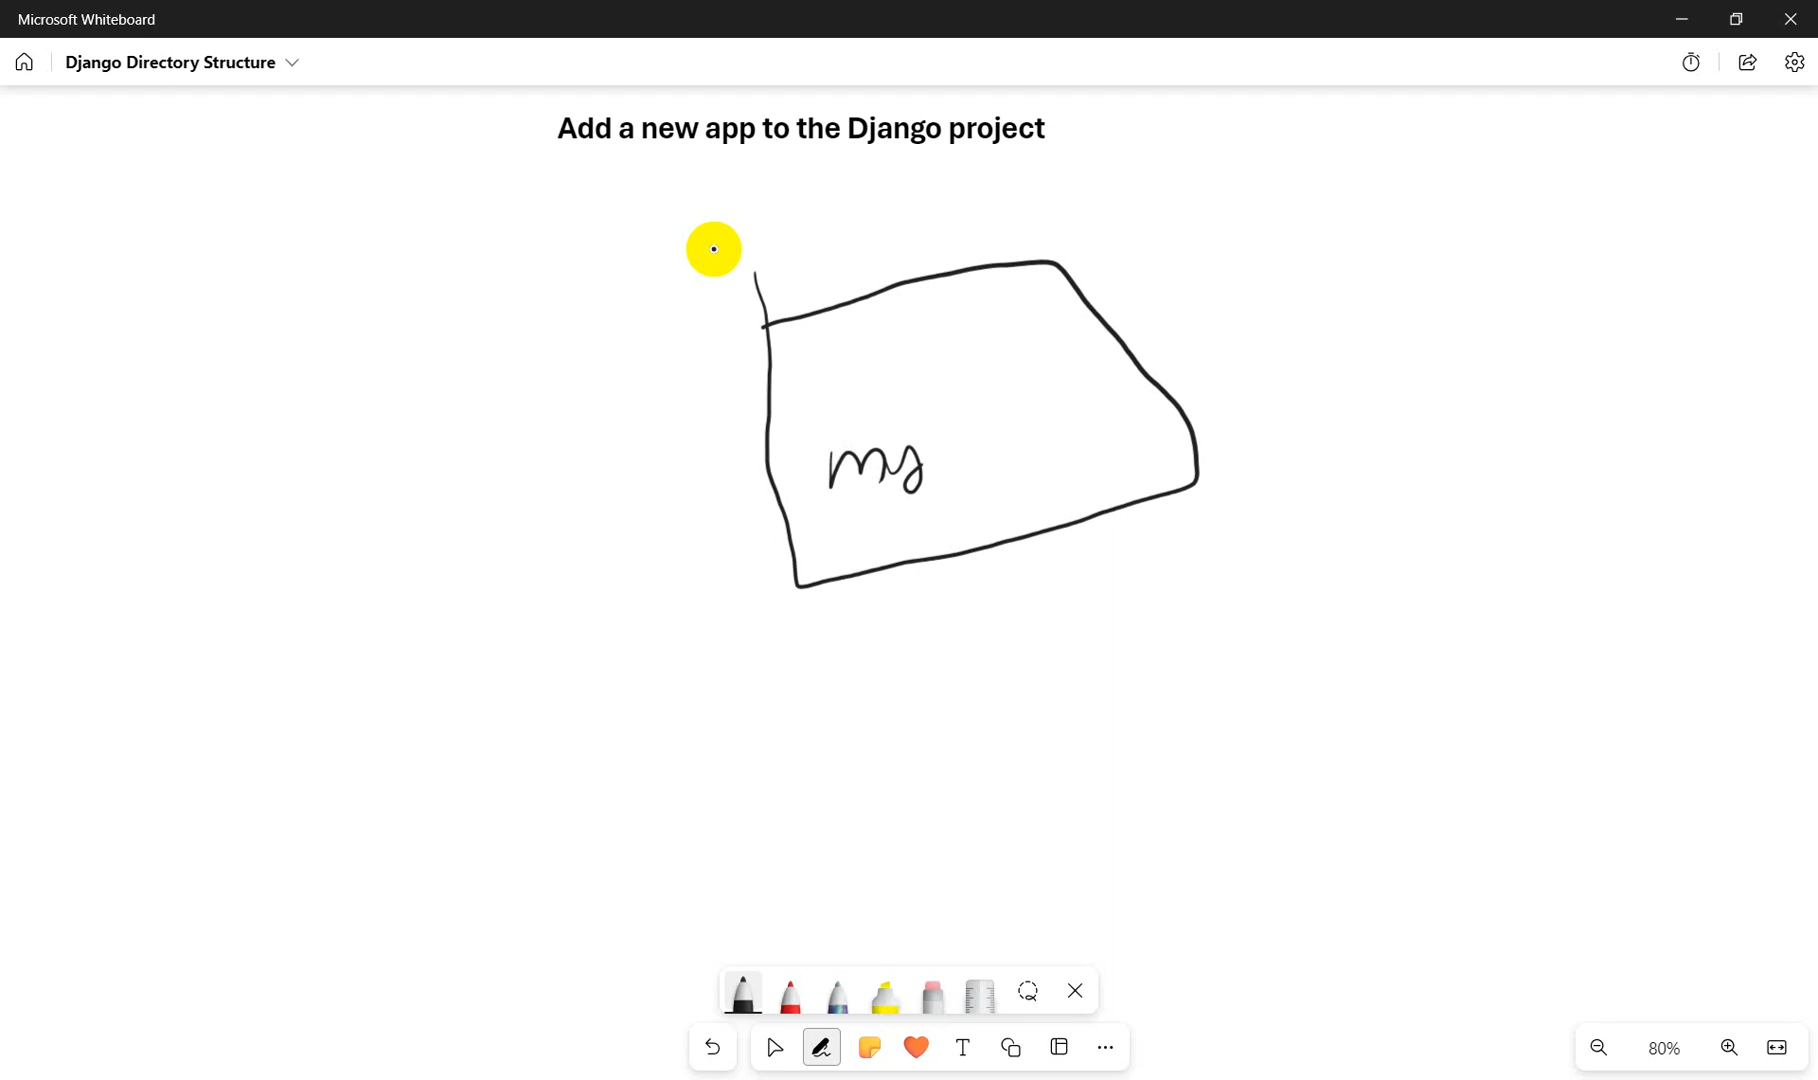 Microsoft Whiteboard
Django Directory Structure
Add a new app to the Django project
my
80%